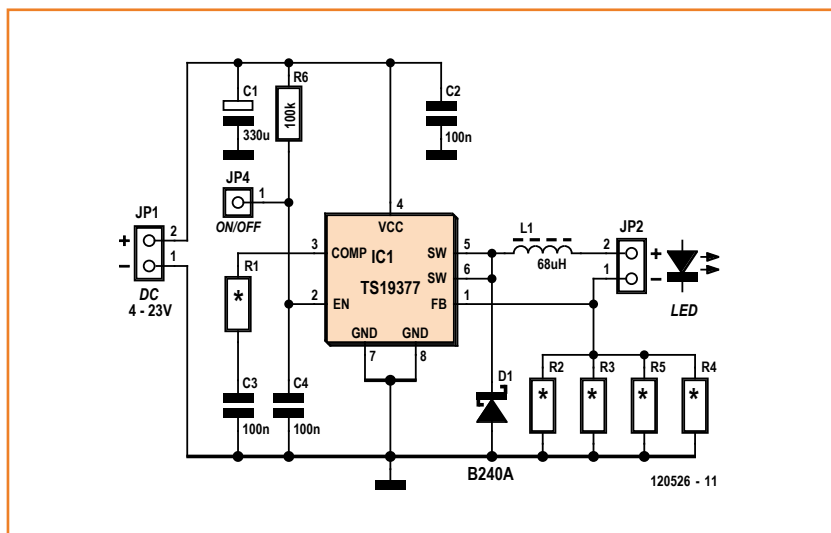 C1
330u
R6
100k
C2
100n
JP4
1
ON/OFF
JP1
2
+
1
–
DC
4 - 23V
R1
*
C3
100n
C4
100n
4
VCC
3
COMP
IC1
TS19377
2
EN
SW
5
SW
6
FB
1
GND
GND
7
8
L1
68uH
JP2
2
+
1
–
LED
D1
B240A
R2
*
R3
*
R5
*
R4
*
120526 - 11